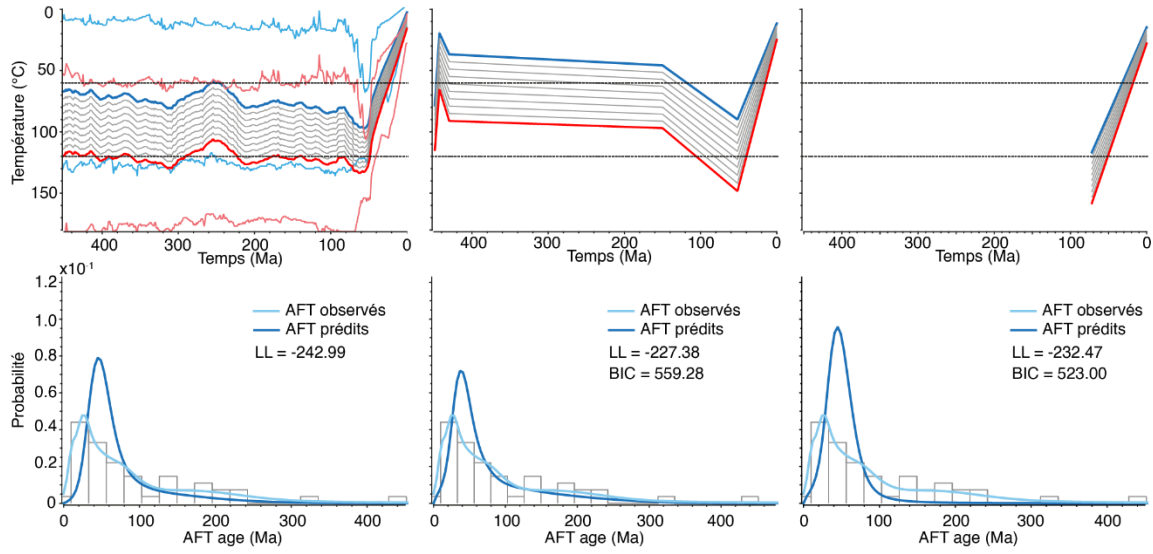 0
50
100
150
Température (°C)
400 300 200 100 0
Temps (Ma)
400 300 200 100 0
Temps (Ma)
400 300 200 100 0
Temps (Ma)
x10⁻¹
1.2
1.0
0.8
0.6
0.4
0.2
0
Probabilité
AFT observés
AFT prédits
LL = -242.99
0 100 200 300 400
AFT age (Ma)
AFT observés
AFT prédits
LL = -227.38
BIC = 559.28
0 100 200 300 400
AFT age (Ma)
AFT observés
AFT prédits
LL = -232.47
BIC = 523.00
0 100 200 300 400
AFT age (Ma)